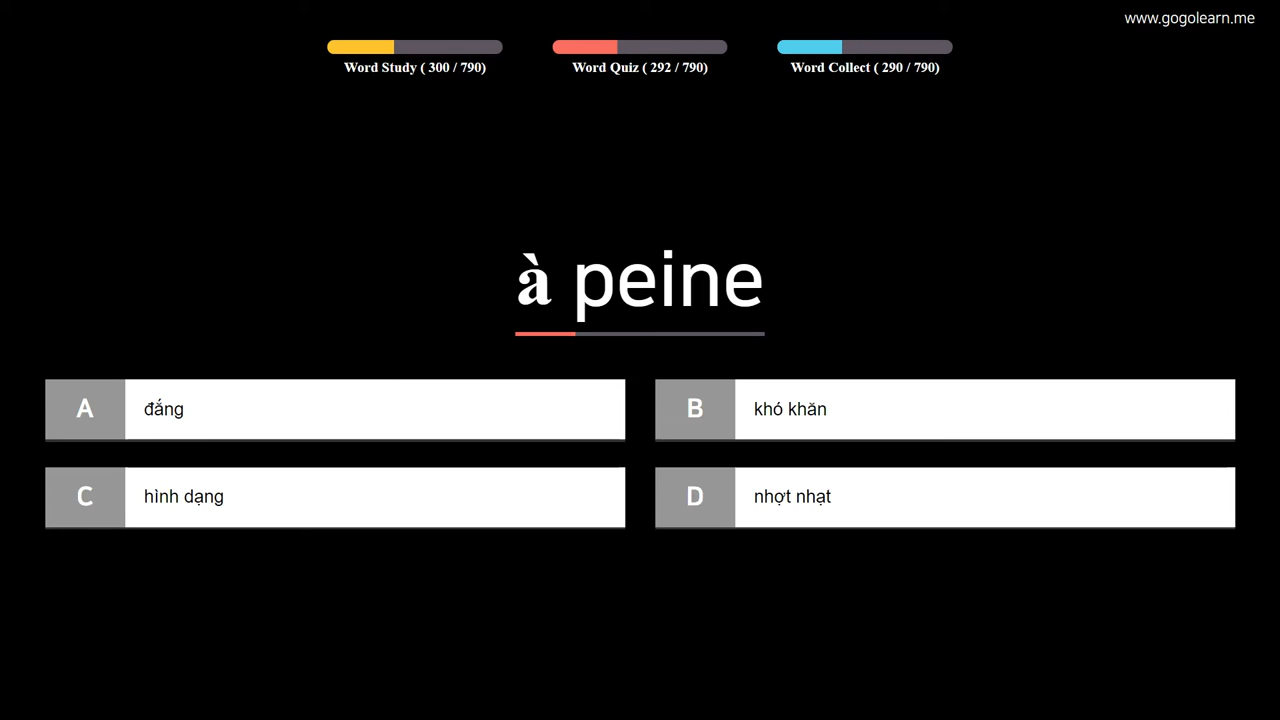 www.gogolearn.me
Word Study ( 300 / 790)
Word Quiz ( 292 / 790)
Word Collect ( 290 / 790)
à peine
A đắng
B khó khăn
C hình dạng
D nhợt nhạt